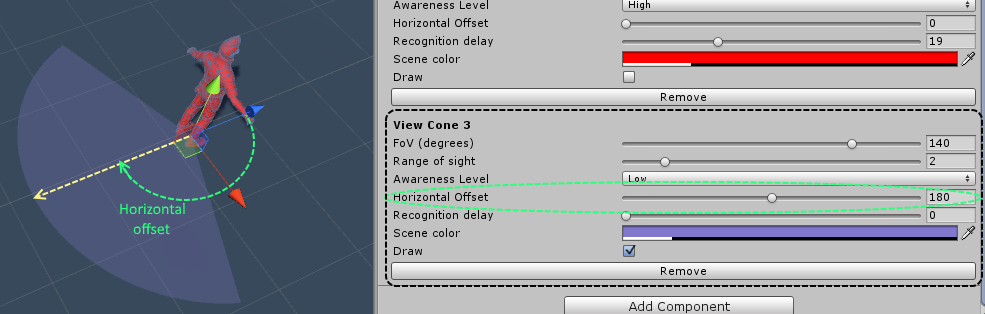 Horizontal
offset
Awareness Level High
Horizontal Offset 0
Recognition delay 19
Scene color
Draw
Remove
View Cone 3
FoV (degrees) 140
Range of sight 2
Awareness Level Low
Horizontal Offset 180
Recognition delay 0
Scene color
Draw
Remove
Add Component